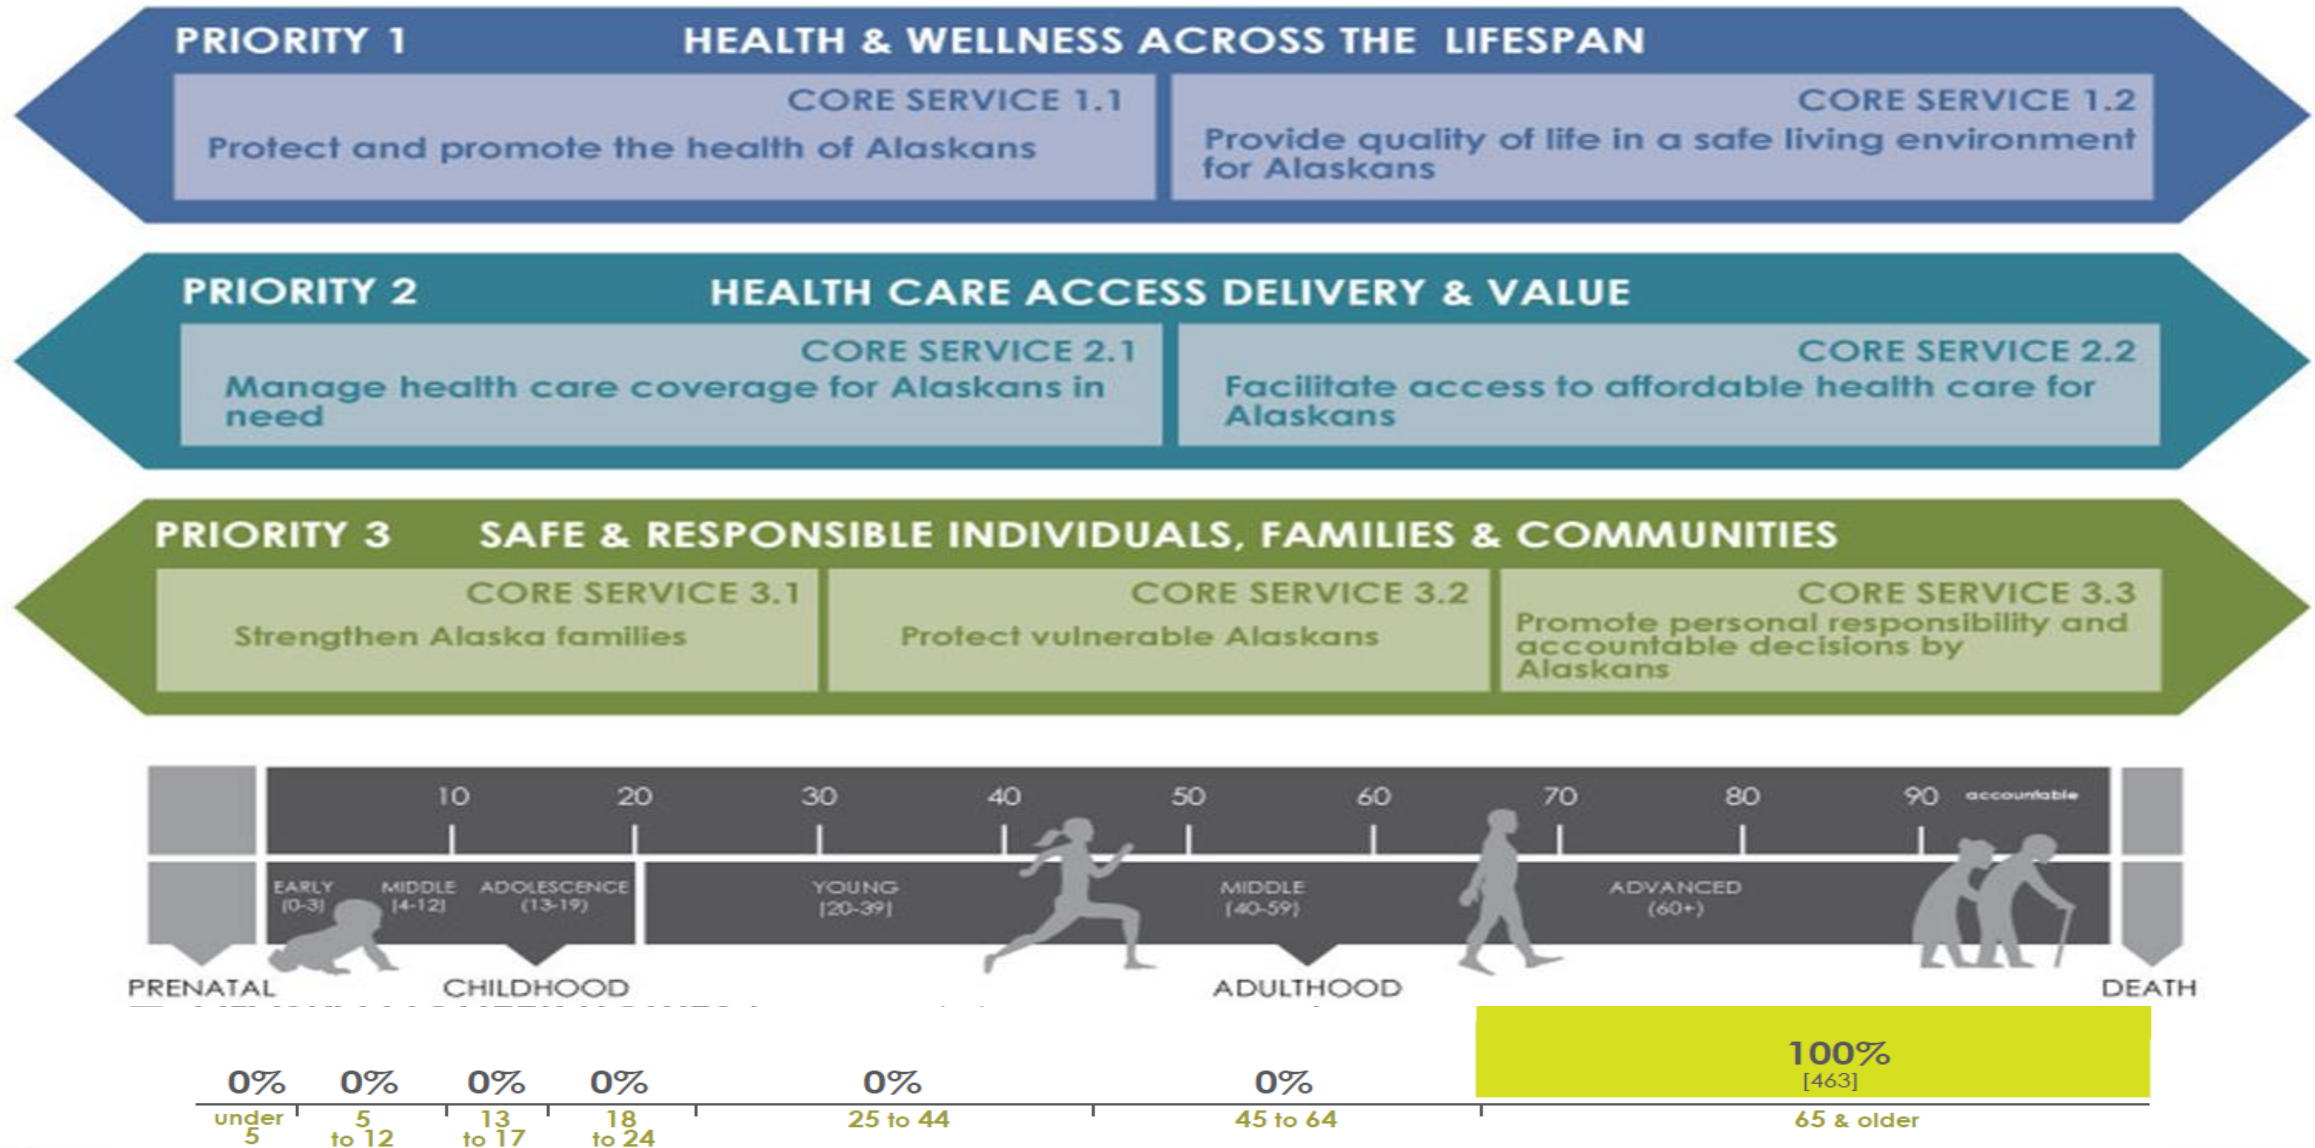 PRIORITY 1 HEALTH & WELLNESS ACROSS THE LIFESPAN
CORE SERVICE 1.1
Protect and promote the health of Alaskans
CORE SERVICE 1.2
Provide quality of life in a safe living environment
for Alaskans
PRIORITY 2 HEALTH CARE ACCESS DELIVERY & VALUE
CORE SERVICE 2.1
Manage health care coverage for Alaskans in
need
CORE SERVICE 2.2
Facilitate access to affordable health care for
Alaskans
PRIORITY 3 SAFE & RESPONSIBLE INDIVIDUALS, FAMILIES & COMMUNITIES
CORE SERVICE 3.1
Strengthen Alaska families
CORE SERVICE 3.2
Protect vulnerable Alaskans
CORE SERVICE 3.3
Promote personal responsibility and
accountable decisions by
Alaskans
10 20 30 40 50 60 70 80 90 accountable
EARLY
(0-3)
MIDDLE
(4-12)
ADOLESCENCE
(13-19)
YOUNG
(20-39)
MIDDLE
(40-59)
ADVANCED
(60+)
PRENATAL CHILDHOOD ADULTHOOD DEATH
0% 0% 0% 0% 0% 0% 100%
[463]
under
5
5
to 12
13
to 17
18
to 24
25 to 44
45 to 64
65 & older